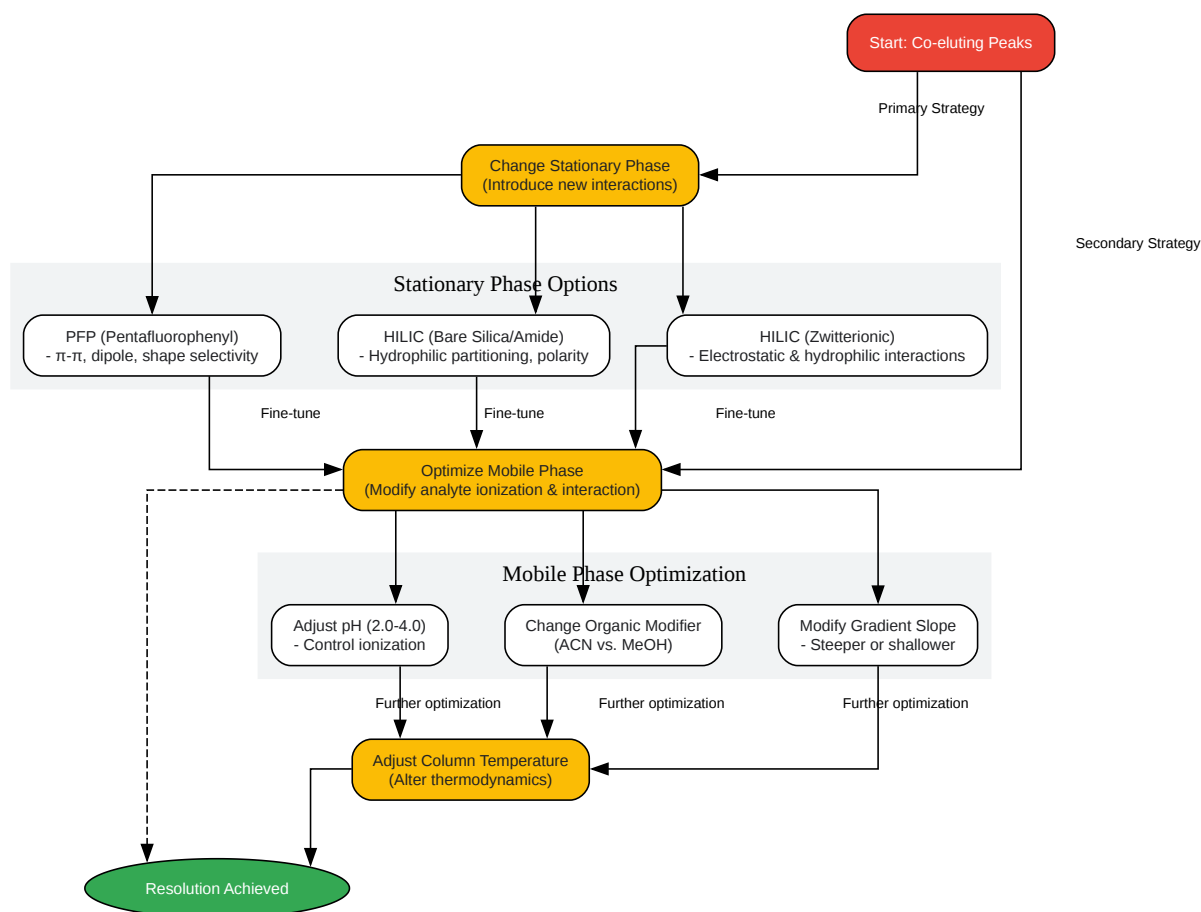 Start: Co-eluting Peaks
Primary Strategy
Change Stationary Phase
(Introduce new interactions)
Secondary Strategy
Stationary Phase Options
PFP (Pentafluorophenyl)
- π-π, dipole, shape selectivity
HILIC (Bare Silica/Amide)
- Hydrophilic partitioning, polarity
HILIC (Zwitterionic)
- Electrostatic & hydrophilic interactions
Fine-tune
Fine-tune
Fine-tune
Optimize Mobile Phase
(Modify analyte ionization & interaction)
Mobile Phase Optimization
Adjust pH (2.0-4.0)
- Control ionization
Change Organic Modifier
(ACN vs. MeOH)
Modify Gradient Slope
- Steeper or shallower
Further optimization
Further optimization
Further optimization
Adjust Column Temperature
(Alter thermodynamics)
Resolution Achieved